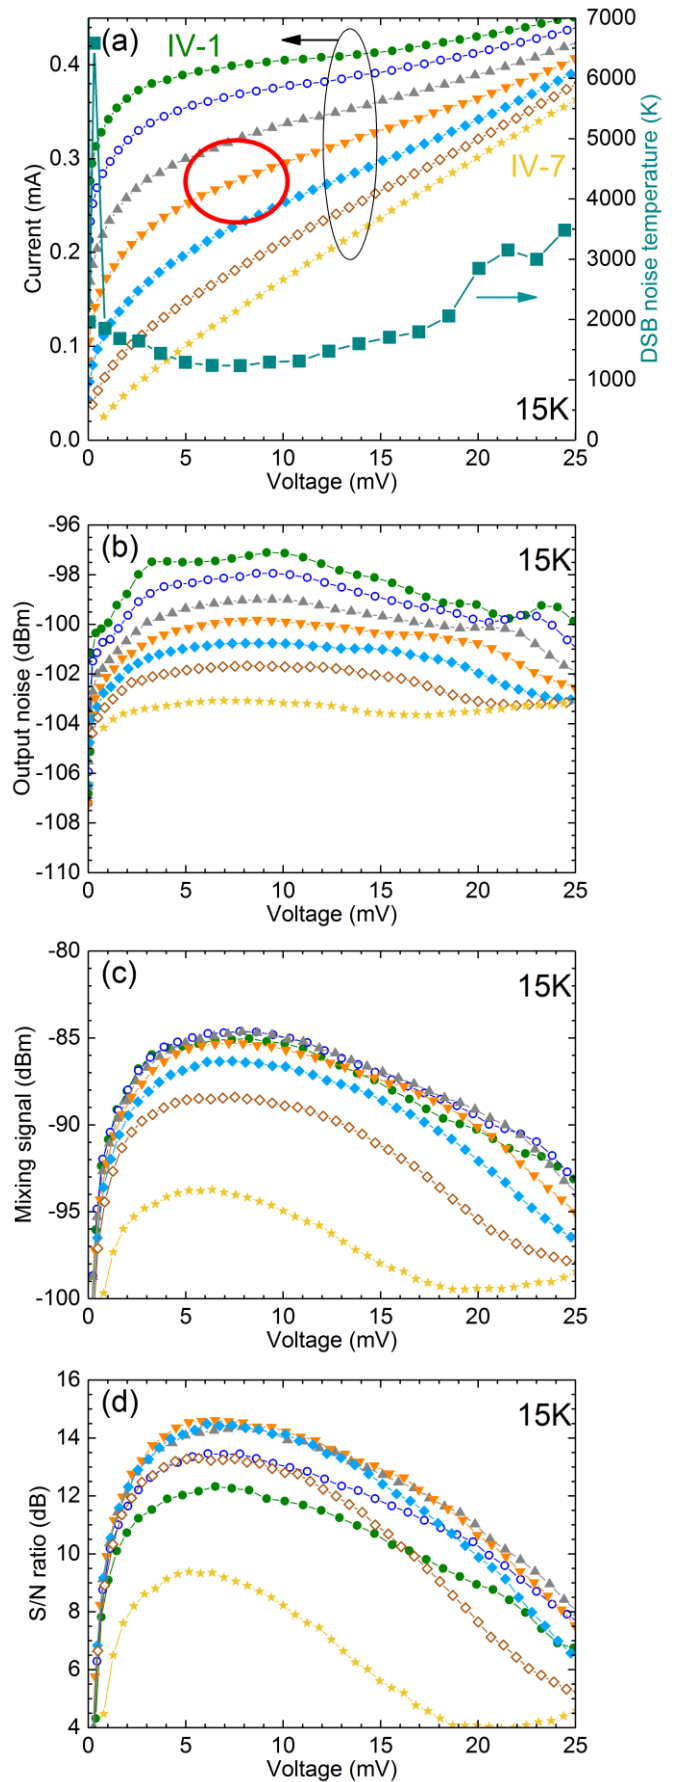 (a)
IV-1
IV-7
15K
0.4
0.3
0.2
0.1
0.0
Current (mA)
7000
6000
5000
4000
3000
2000
1000
0
DSB noise temperature (K)
0 5 10 15 20 25
Voltage (mV)
(b)
15K
-96
-98
-100
-102
-104
-106
-108
-110
Output noise (dBm)
0 5 10 15 20 25
Voltage (mV)
(c)
15K
-80
-85
-90
-95
-100
Mixing signal (dBm)
0 5 10 15 20 25
Voltage (mV)
(d)
15K
16
14
12
10
8
6
4
S/N ratio (dB)
0 5 10 15 20 25
Voltage (mV)